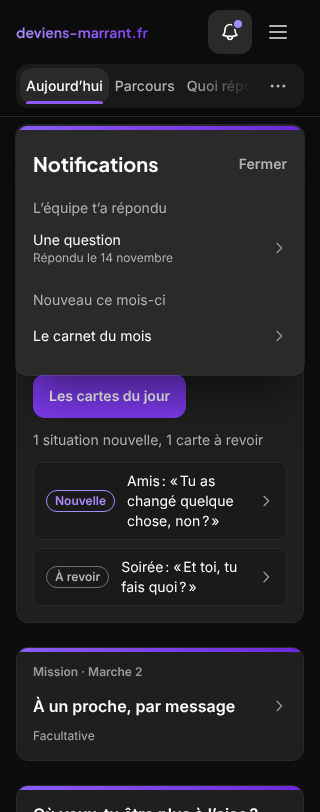 deviens-marrant.fr
Aujourd’hui Parcours Quoi répo
Notifications Fermer
L’équipe t’a répondu
Une question
Répondu le 14 novembre
Nouveau ce mois-ci
Le carnet du mois
Les cartes du jour
1 situation nouvelle, 1 carte à revoir
Nouvelle
Amis : « Tu as
changé quelque
chose, non ? »
À revoir
Soirée : « Et toi, tu
fais quoi ? »
Mission · Marche 2
À un proche, par message
Facultative